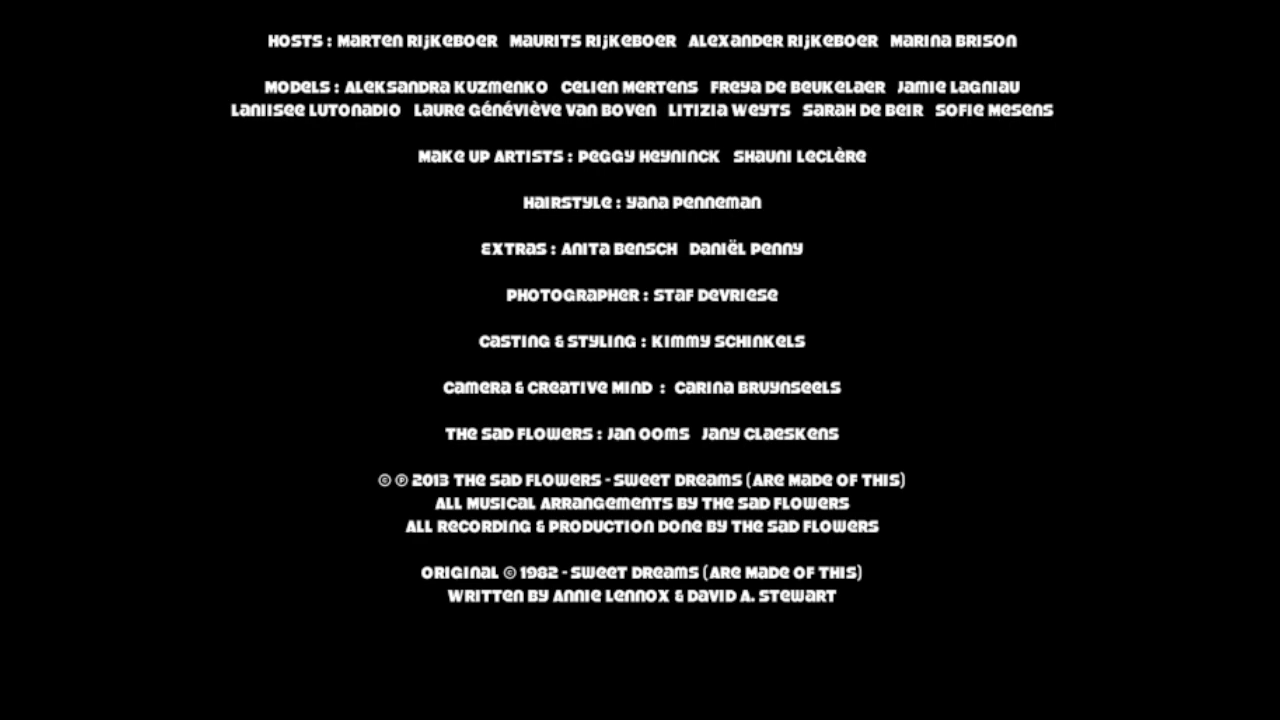 HOSTS : MARTEN RIJKEBOER MAURITS RIJKEBOER ALEXANDER RIJKEBOER MARINA BRISON
MODELS : ALEKSANDRA KUZMENKO CELIEN MERTENS FREYA DE BEUKELAER JAMIE LAGNIAU
LANIISEE LUTONADIO LAURE GÉNÉVIÈVE VAN BOVEN LITIZIA WEYTS SARAH DE BEIR SOFIE MESENS
MAKE UP ARTISTS : PEGGY HEYNINCK SHAUNI LECLÈRE
HAIRSTYLE : YANA PENNEMAN
EXTRAS : ANITA BENSCH DANIËL PENNY
PHOTOGRAPHER : STAF DEVRIESE
CASTING & STYLING : KIMMY SCHINKELS
CAMERA & CREATIVE MIND : CARINA BRUYNSEELS
THE SAD FLOWERS : JAN OOMS JANY CLAESKENS
© ℗ 2013 THE SAD FLOWERS - SWEET DREAMS (ARE MADE OF THIS)
ALL MUSICAL ARRANGEMENTS BY THE SAD FLOWERS
ALL RECORDING & PRODUCTION DONE BY THE SAD FLOWERS
ORIGINAL © 1982 - SWEET DREAMS (ARE MADE OF THIS)
WRITTEN BY ANNIE LENNOX & DAVID A. STEWART